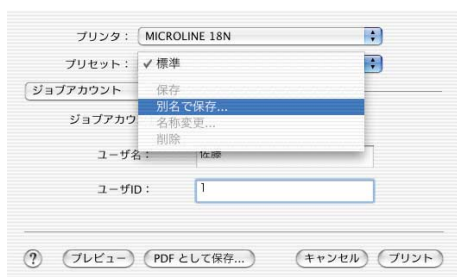 プリンタ： MICROLINE 18N
プリセット： ✓ 標準
保存
ジョブアカウント
別名で保存...
ジョブアカウ
名称変更...
削除
ユーザ名： 佐藤
ユーザID： 1
? プレビュー PDF として保存... キャンセル プリント